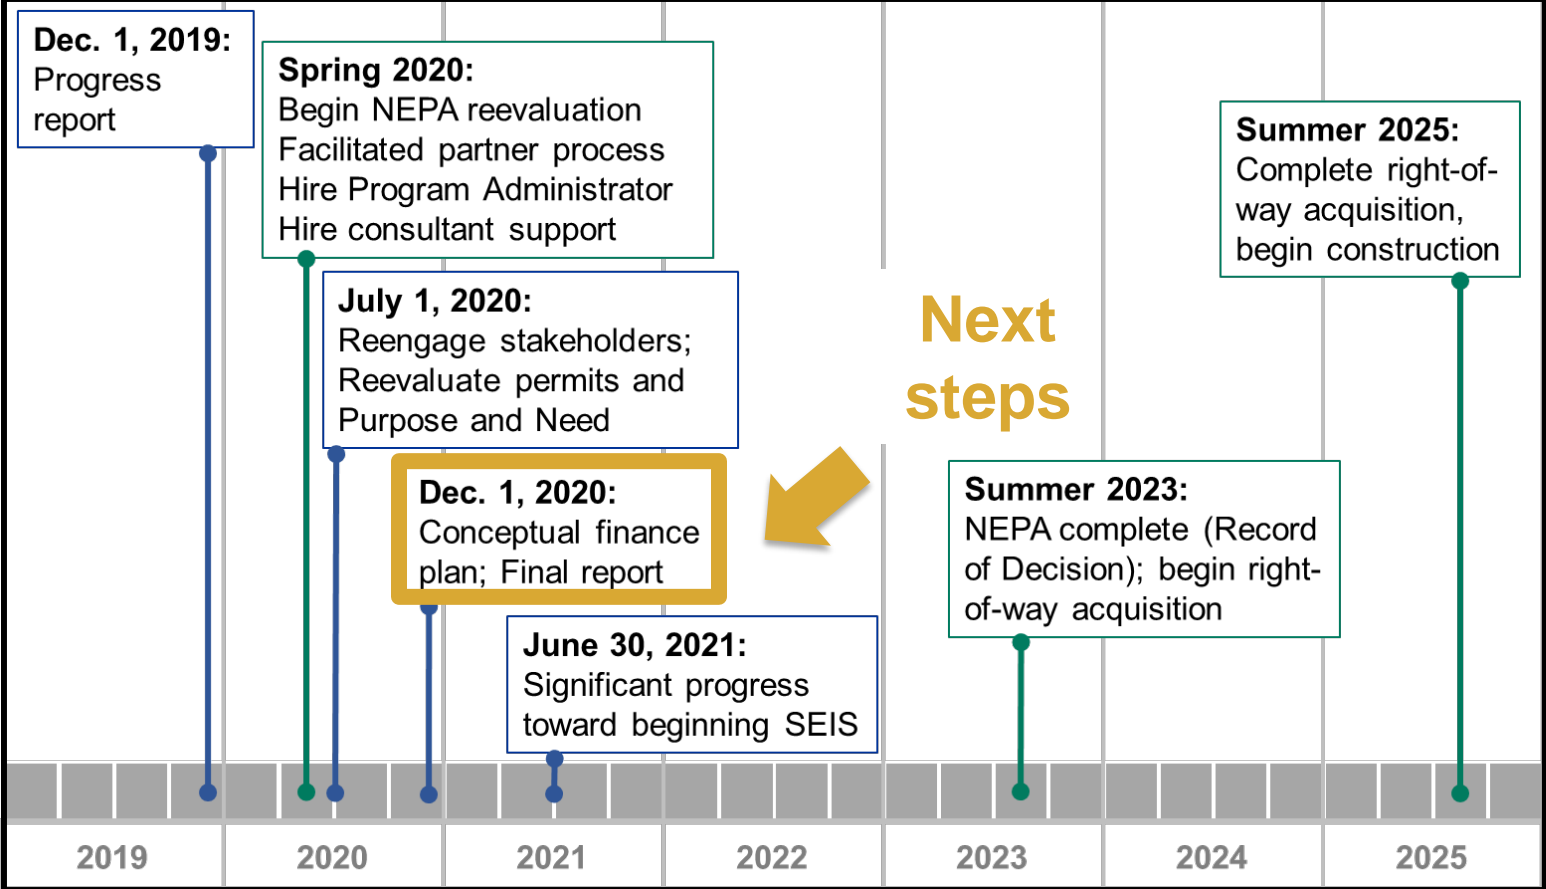 Dec. 1, 2019:
Progress
report
Spring 2020:
Begin NEPA reevaluation
Facilitated partner process
Hire Program Administrator
Hire consultant support
July 1, 2020:
Reengage stakeholders;
Reevaluate permits and
Purpose and Need
Dec. 1, 2020:
Conceptual finance
plan; Final report
June 30, 2021:
Significant progress
toward beginning SEIS
Next
steps
Summer 2023:
NEPA complete (Record
of Decision); begin right-
of-way acquisition
Summer 2025:
Complete right-of-
way acquisition,
begin construction
2019
2020
2021
2022
2023
2024
2025